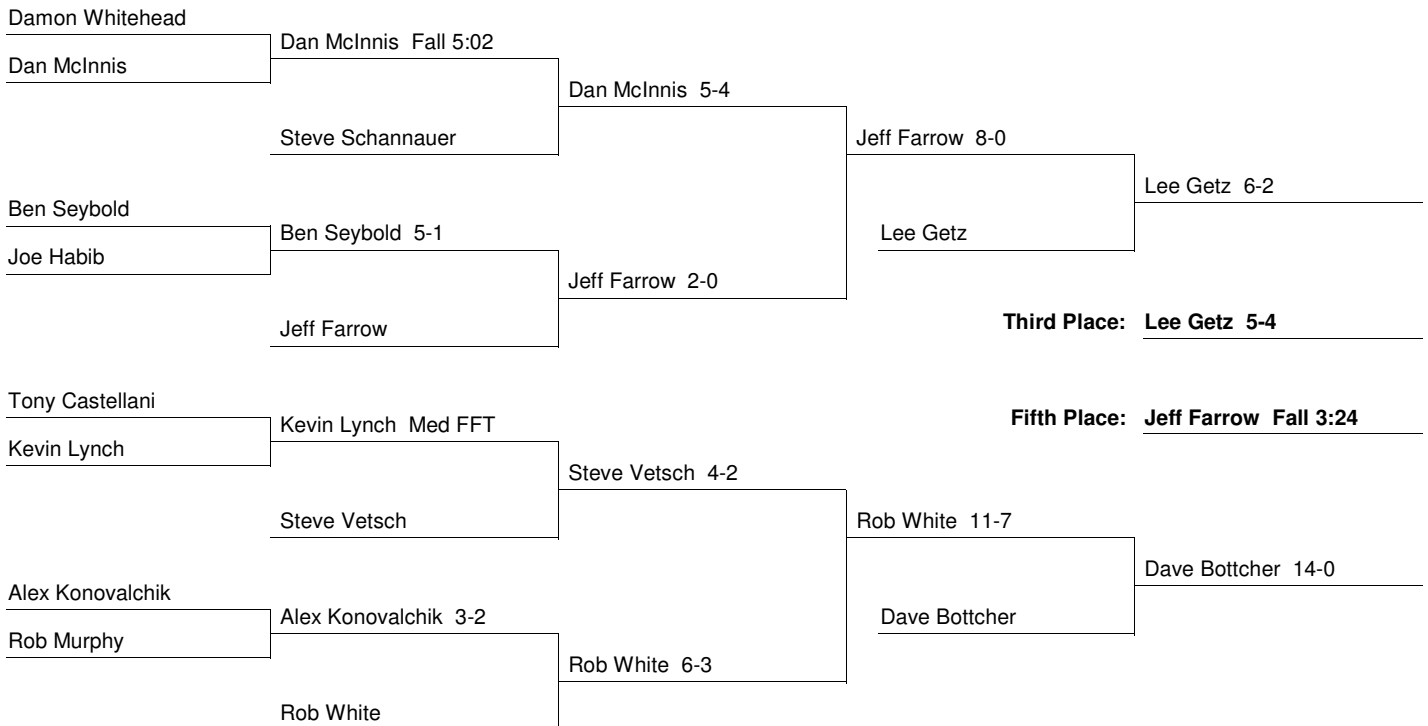 Damon Whitehead
Dan McInnis Fall 5:02
Dan McInnis
Dan McInnis 5-4
Steve Schannauer
Jeff Farrow 8-0
Lee Getz 6-2
Ben Seybold
Ben Seybold 5-1
Lee Getz
Joe Habib
Jeff Farrow 2-0
Jeff Farrow
Third Place: Lee Getz 5-4
Tony Castellani
Kevin Lynch Med FFT
Fifth Place: Jeff Farrow Fall 3:24
Kevin Lynch
Steve Vetsch 4-2
Steve Vetsch
Rob White 11-7
Dave Bottcher 14-0
Alex Konovalchik
Alex Konovalchik 3-2
Dave Bottcher
Rob Murphy
Rob White 6-3
Rob White